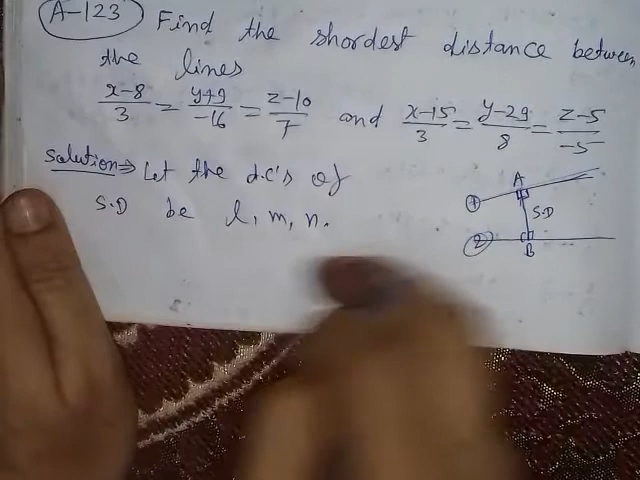 A-123 Find the shordest distance between
the lines
x-8/3 = y+9/-16 = z-10/7 and x-15/3 = y-29/8 = z-5/-5
Solution⇒ Let the d.c's of
S.D be l, m, n.
A
1
S.D
2
B